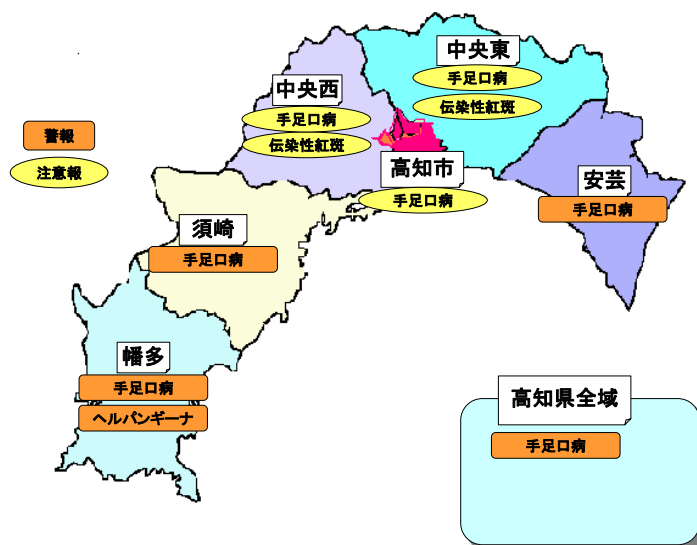 中央東
手足口病
伝染性紅斑
中央西
手足口病
伝染性紅斑
警報
注意報
高知市
手足口病
安芸
手足口病
須崎
手足口病
幡多
手足口病
ヘルパンギーナ
高知県全域
手足口病